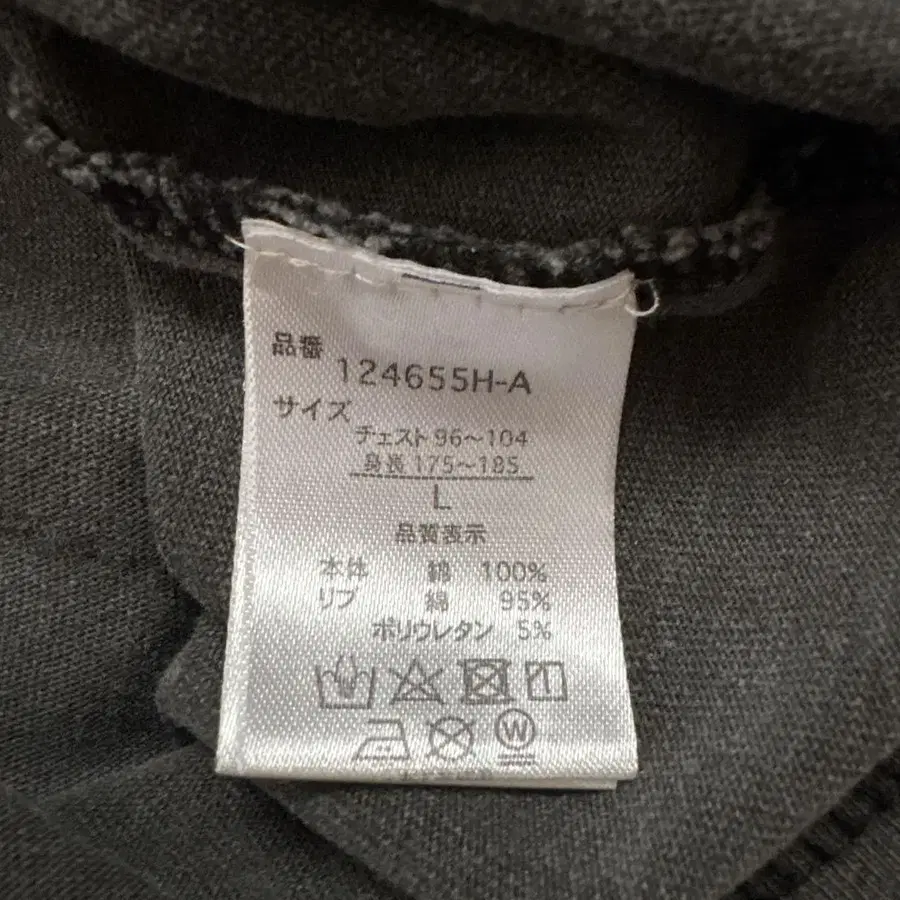 品番
124655H-A
サイズ
チェスト 96〜104
身長 175〜185
L
品質表示
本体 綿 100%
リブ 綿 95%
ポリウレタン 5%
W